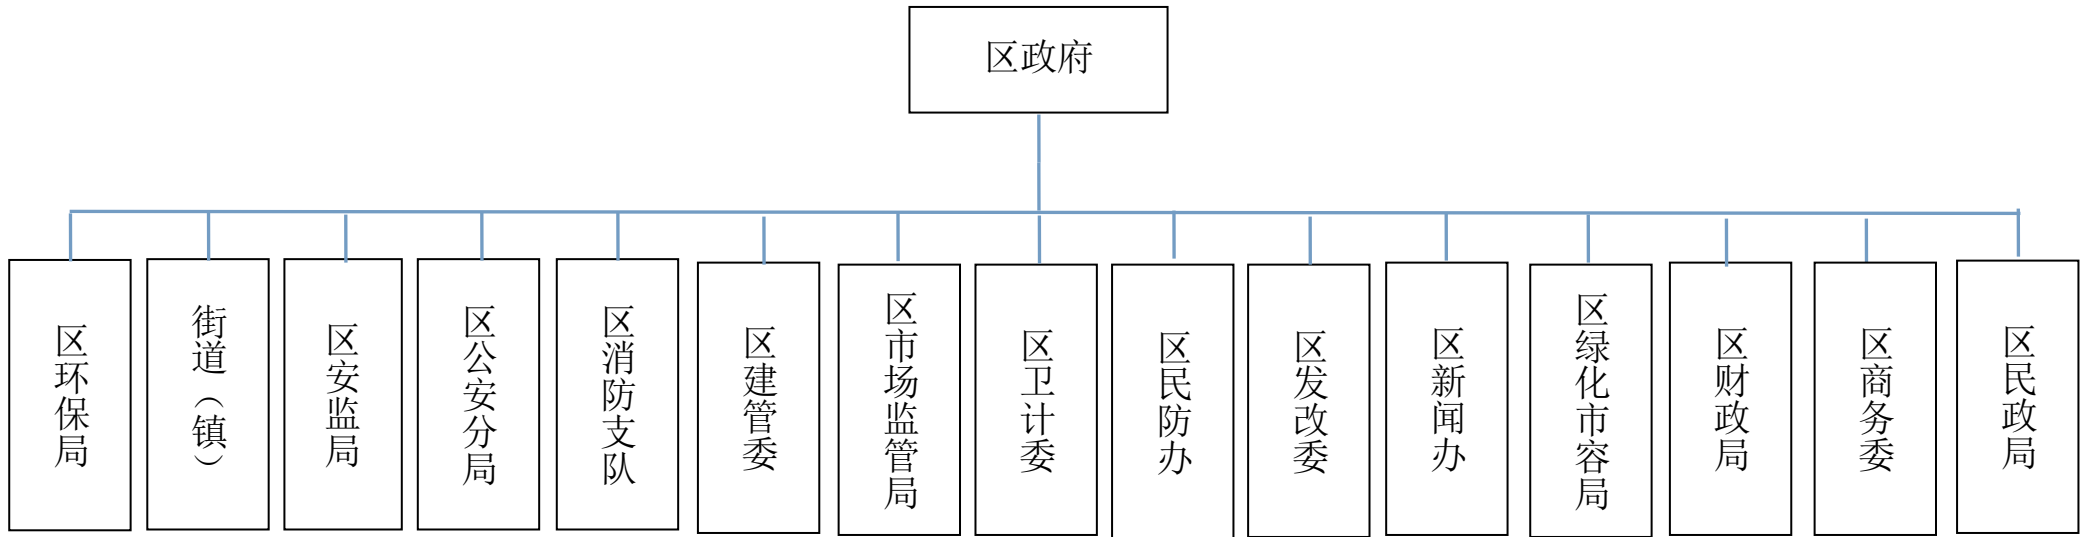 区政府
区环保局
街道（镇）
区安监局
区公安分局
区消防支队
区建管委
区市场监管局
区卫计委
区民防办
区发改委
区新闻办
区绿化市容局
区财政局
区商务委
区民政局